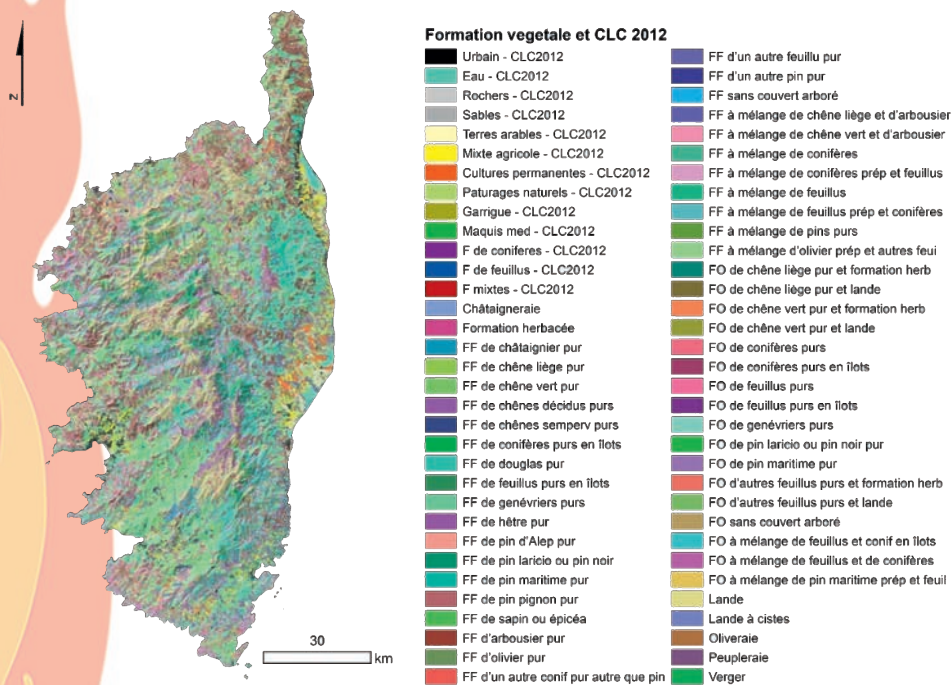 Z
Formation vegetale et CLC 2012
Urbain - CLC2012
Eau - CLC2012
Rochers - CLC2012
Sables - CLC2012
Terres arables - CLC2012
Mixte agricole - CLC2012
Cultures permanentes - CLC2012
Paturages naturels - CLC2012
Garrigue - CLC2012
Maquis med - CLC2012
F de coniferes - CLC2012
F de feuillus - CLC2012
F mixtes - CLC2012
Châtaigneraie
Formation herbacée
FF de châtaignier pur
FF de chêne liège pur
FF de chêne vert pur
FF de chênes décidus purs
FF de chênes semperv purs
FF de conifères purs en îlots
FF de douglas pur
FF de feuillus purs en îlots
FF de genévriers purs
FF de hêtre pur
FF de pin d'Alep pur
FF de pin laricio ou pin noir
FF de pin maritime pur
FF de pin pignon pur
FF de sapin ou épicéa
FF d'arbousier pur
FF d'olivier pur
FF d'un autre conif pur autre que pin
FF d'un autre feuillu pur
FF d'un autre pin pur
FF sans couvert arboré
FF à mélange de chêne liège et d'arbousier
FF à mélange de chêne vert et d'arbousier
FF à mélange de conifères
FF à mélange de conifères prép et feuillus
FF à mélange de feuillus
FF à mélange de feuillus prép et conifères
FF à mélange de pins purs
FF à mélange d'olivier prép et autres feui
FO de chêne liège pur et formation herb
FO de chêne liège pur et lande
FO de chêne vert pur et formation herb
FO de chêne vert pur et lande
FO de conifères purs
FO de conifères purs en îlots
FO de feuillus purs
FO de feuillus purs en îlots
FO de genévriers purs
FO de pin laricio ou pin noir pur
FO de pin maritime pur
FO d'autres feuillus purs et formation herb
FO d'autres feuillus purs et lande
FO sans couvert arboré
FO à mélange de feuillus et conif en îlots
FO à mélange de feuillus et de conifères
FO à mélange de pin maritime prép et feuil
Lande
Lande à cistes
Oliveraie
Peupleraie
Verger
30
km